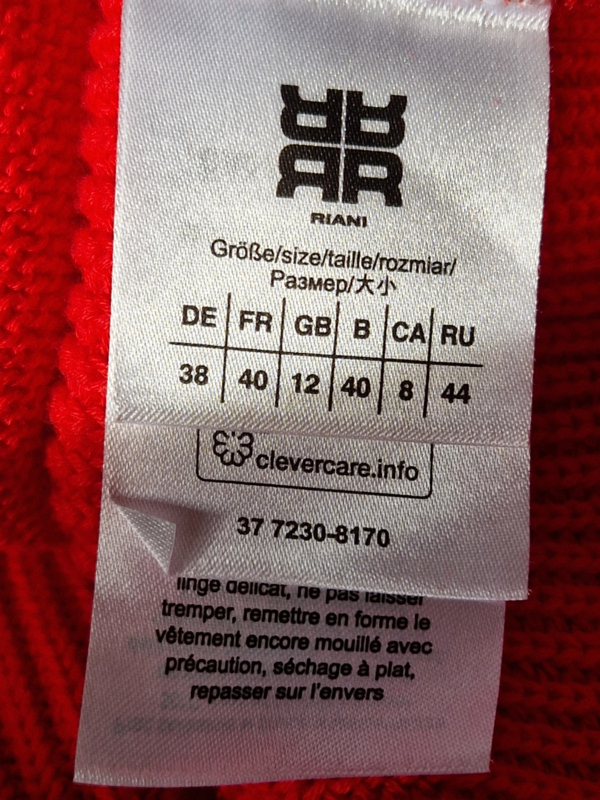 RIANI
Größe/size/taille/rozmiar/
Размер/大小
DE FR GB B CA RU
38 40 12 40 8 44
clevercare.info
37 7230-8170
linge délicat, ne pas laisser
tremper, remettre en forme le
vêtement encore mouillé avec
précaution, séchage à plat,
repasser sur l'envers